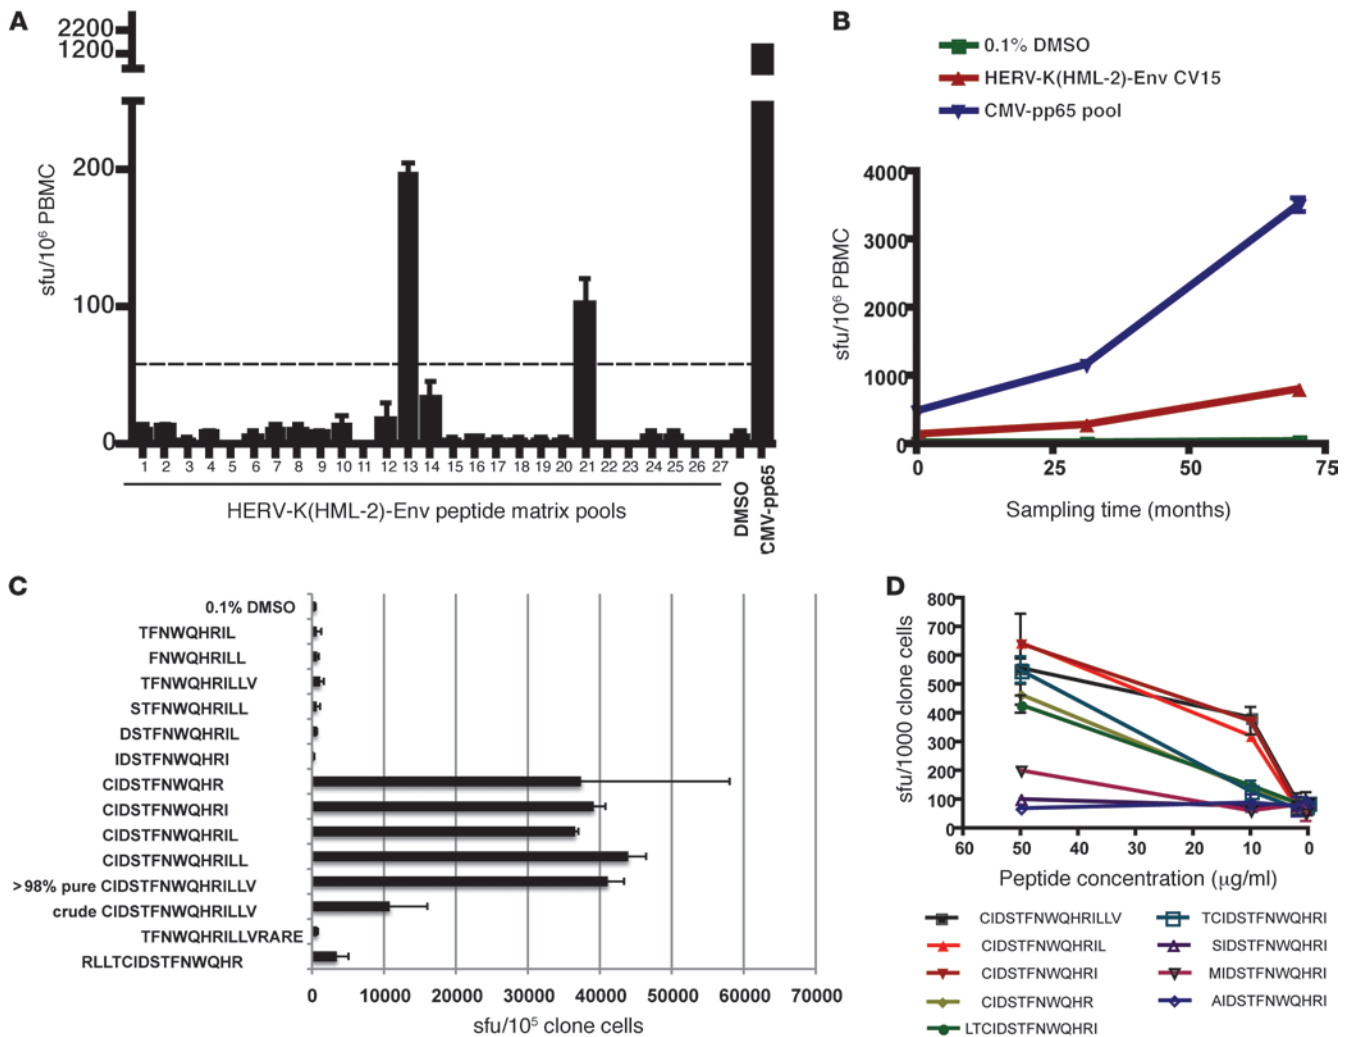 A
2200
1200
200
100
0
sfu/10⁶ PBMC
1 2 3 4 5 6 7 8 9 10 11 12 13 14 15 16 17 18 19 20 21 22 23 24 25 26 27
DMSO
CMV-pp65
HERV-K(HML-2)-Env peptide matrix pools
B
0.1% DMSO
HERV-K(HML-2)-Env CV15
CMV-pp65 pool
4000
3000
2000
1000
0
sfu/10⁶ PBMC
0 25 50 75
Sampling time (months)
C
0.1% DMSO
TFNWQHRIL
FNWQHRILL
TFNWQHRILLV
STFNWQHRILL
DSTFNWQHRIL
IDSTFNWQHRI
CIDSTFNWQHR
CIDSTFNWQHRI
CIDSTFNWQHRIL
CIDSTFNWQHRILL
>98% pure CIDSTFNWQHRILLV
crude CIDSTFNWQHRILLV
TFNWQHRILLVRARE
RLLTCIDSTFNWQHR
0 10000 20000 30000 40000 50000 60000 70000
sfu/10⁵ clone cells
D
800
700
600
500
400
300
200
100
0
sfu/1000 clone cells
60 50 40 30 20 10 0
Peptide concentration (μg/ml)
CIDSTFNWQHRILLV
CIDSTFNWQHRIL
CIDSTFNWQHRI
CIDSTFNWQHR
LTCIDSTFNWQHRI
TCIDSTFNWQHRI
SIDSTFNWQHRI
MIDSTFNWQHRI
AIDSTFNWQHRI